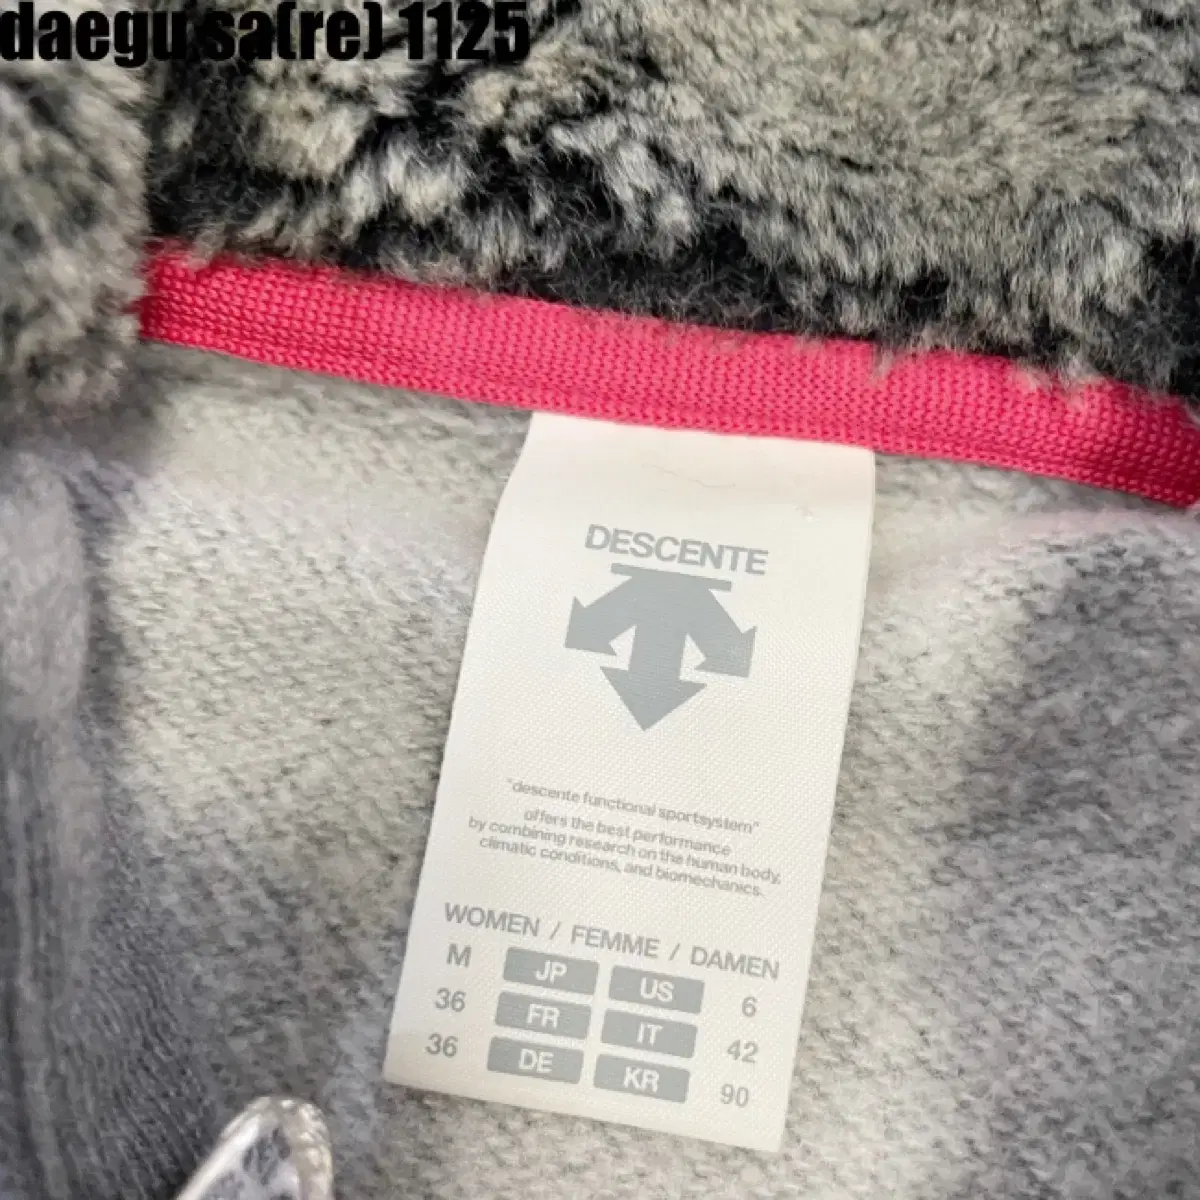 daegu sa(re) 1125
DESCENTE
"descente functional sportsystem"
offers the best performance
by combining research on the human body,
climatic conditions, and biomechanics.
WOMEN / FEMME / DAMEN
M JP US 6
36 FR IT 42
36 DE KR 90